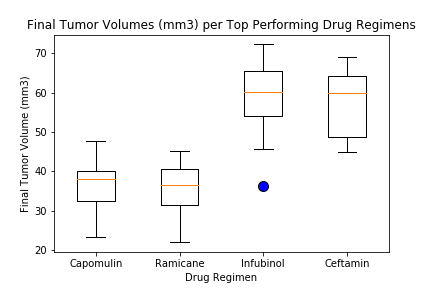 Final Tumor Volumes (mm3) per Top Performing Drug Regimens
Final Tumor Volume (mm3)
70
60
50
40
30
20
Capomulin
Ramicane
Infubinol
Ceftamin
Drug Regimen